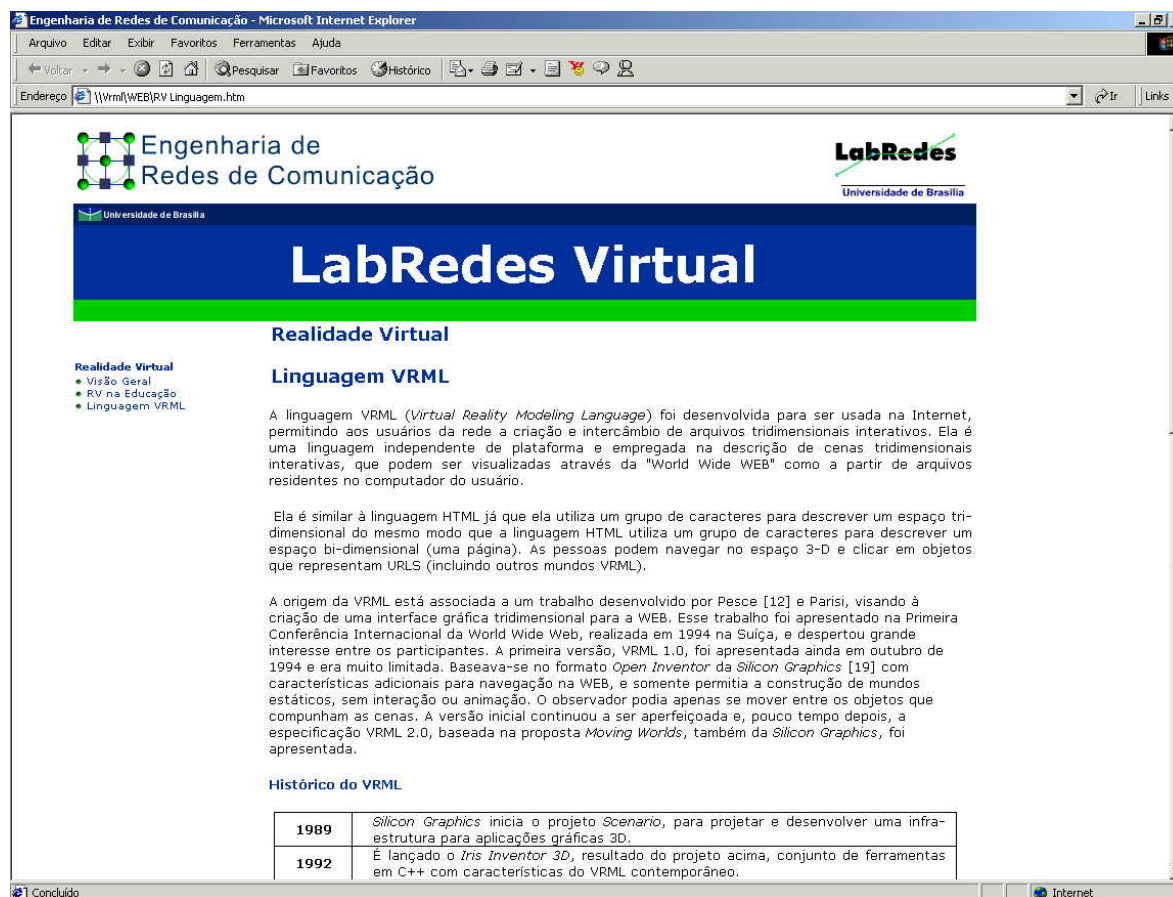 Engenharia de Redes de Comunicação - Microsoft Internet Explorer
Arquivo Editar Exibir Favoritos Ferramentas Ajuda
Voltar Pesquisar Favoritos Histórico
Endereço \\Vrml\WEB\RV Linguagem.htm Ir Links
Engenharia de
Redes de Comunicação
LabRedes
Universidade de Brasília
Universidade de Brasília
LabRedes Virtual
Realidade Virtual
Realidade Virtual
• Visão Geral
• RV na Educação
• Linguagem VRML
Linguagem VRML
A linguagem VRML (Virtual Reality Modeling Language) foi desenvolvida para ser usada na Internet,
permitindo aos usuários da rede a criação e intercâmbio de arquivos tridimensionais interativos. Ela é
uma linguagem independente de plataforma e empregada na descrição de cenas tridimensionais
interativas, que podem ser visualizadas através da "World Wide WEB" como a partir de arquivos
residentes no computador do usuário.
Ela é similar à linguagem HTML já que ela utiliza um grupo de caracteres para descrever um espaço tri-
dimensional do mesmo modo que a linguagem HTML utiliza um grupo de caracteres para descrever um
espaço bi-dimensional (uma página). As pessoas podem navegar no espaço 3-D e clicar em objetos
que representam URLS (incluindo outros mundos VRML).
A origem da VRML está associada a um trabalho desenvolvido por Pesce [12] e Parisi, visando à
criação de uma interface gráfica tridimensional para a WEB. Esse trabalho foi apresentado na Primeira
Conferência Internacional da World Wide Web, realizada em 1994 na Suíça, e despertou grande
interesse entre os participantes. A primeira versão, VRML 1.0, foi apresentada ainda em outubro de
1994 e era muito limitada. Baseava-se no formato Open Inventor da Silicon Graphics [19] com
características adicionais para navegação na WEB, e somente permitia a construção de mundos
estáticos, sem interação ou animação. O observador podia apenas se mover entre os objetos que
compunham as cenas. A versão inicial continuou a ser aperfeiçoada e, pouco tempo depois, a
especificação VRML 2.0, baseada na proposta Moving Worlds, também da Silicon Graphics, foi
apresentada.
Histórico do VRML
1989 Silicon Graphics inicia o projeto Scenario, para projetar e desenvolver uma infra-
estrutura para aplicações gráficas 3D.
1992 É lançado o Iris Inventor 3D, resultado do projeto acima, conjunto de ferramentas
em C++ com características do VRML contemporâneo.
Concluído Internet